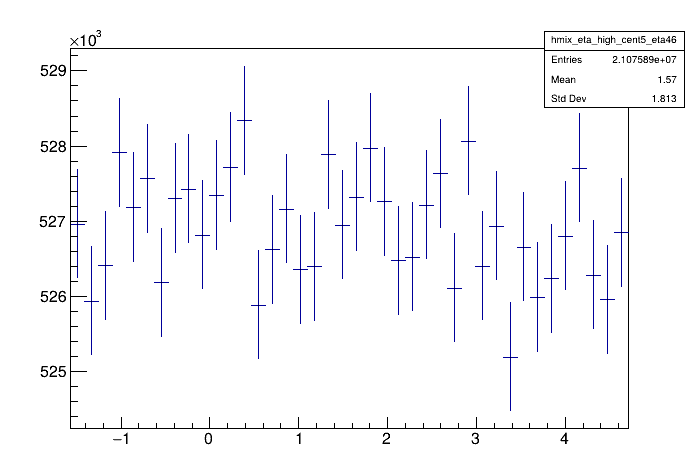 ×10³
hmix_eta_high_cent5_eta46
Entries 2.107589e+07
Mean 1.57
Std Dev 1.813
529
528
527
526
525
−1 0 1 2 3 4